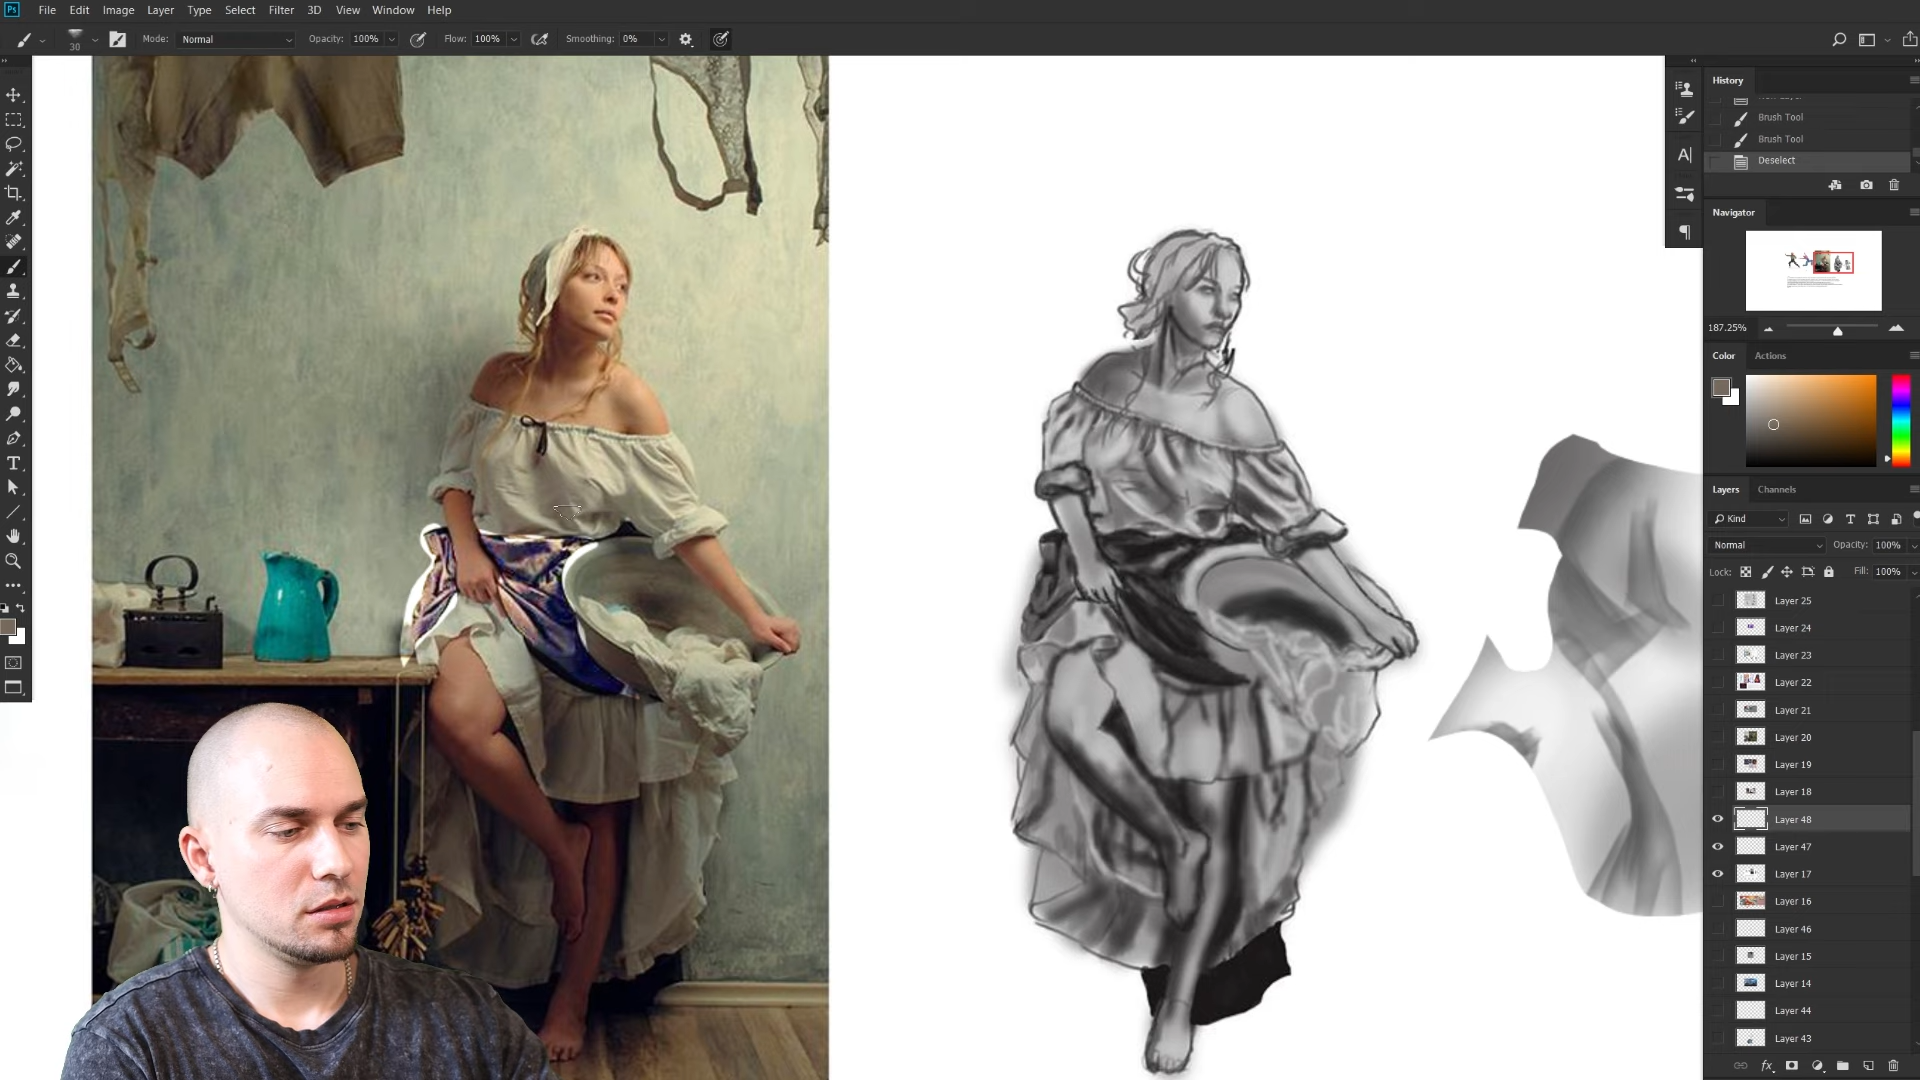 Ps File Edit Image Layer Type Select Filter 3D View Window Help
30 Mode: Normal Opacity: 100% Flow: 100% Smoothing: 0%
History
Brush Tool
Brush Tool
Deselect
Navigator
187.25%
Color Actions
Layers Channels
Kind
Normal Opacity: 100%
Lock: Fill: 100%
Layer 25
Layer 24
Layer 23
Layer 22
Layer 21
Layer 20
Layer 19
Layer 18
Layer 48
Layer 47
Layer 17
Layer 16
Layer 46
Layer 15
Layer 14
Layer 44
Layer 43
fx